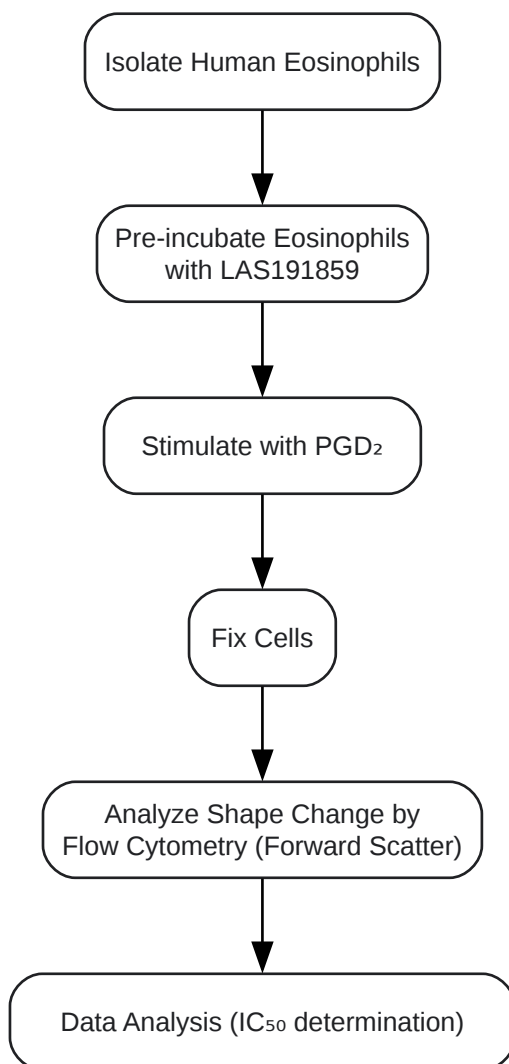 Isolate Human Eosinophils
Pre-incubate Eosinophils
with LAS191859
Stimulate with PGD₂
Fix Cells
Analyze Shape Change by
Flow Cytometry (Forward Scatter)
Data Analysis (IC₅₀ determination)